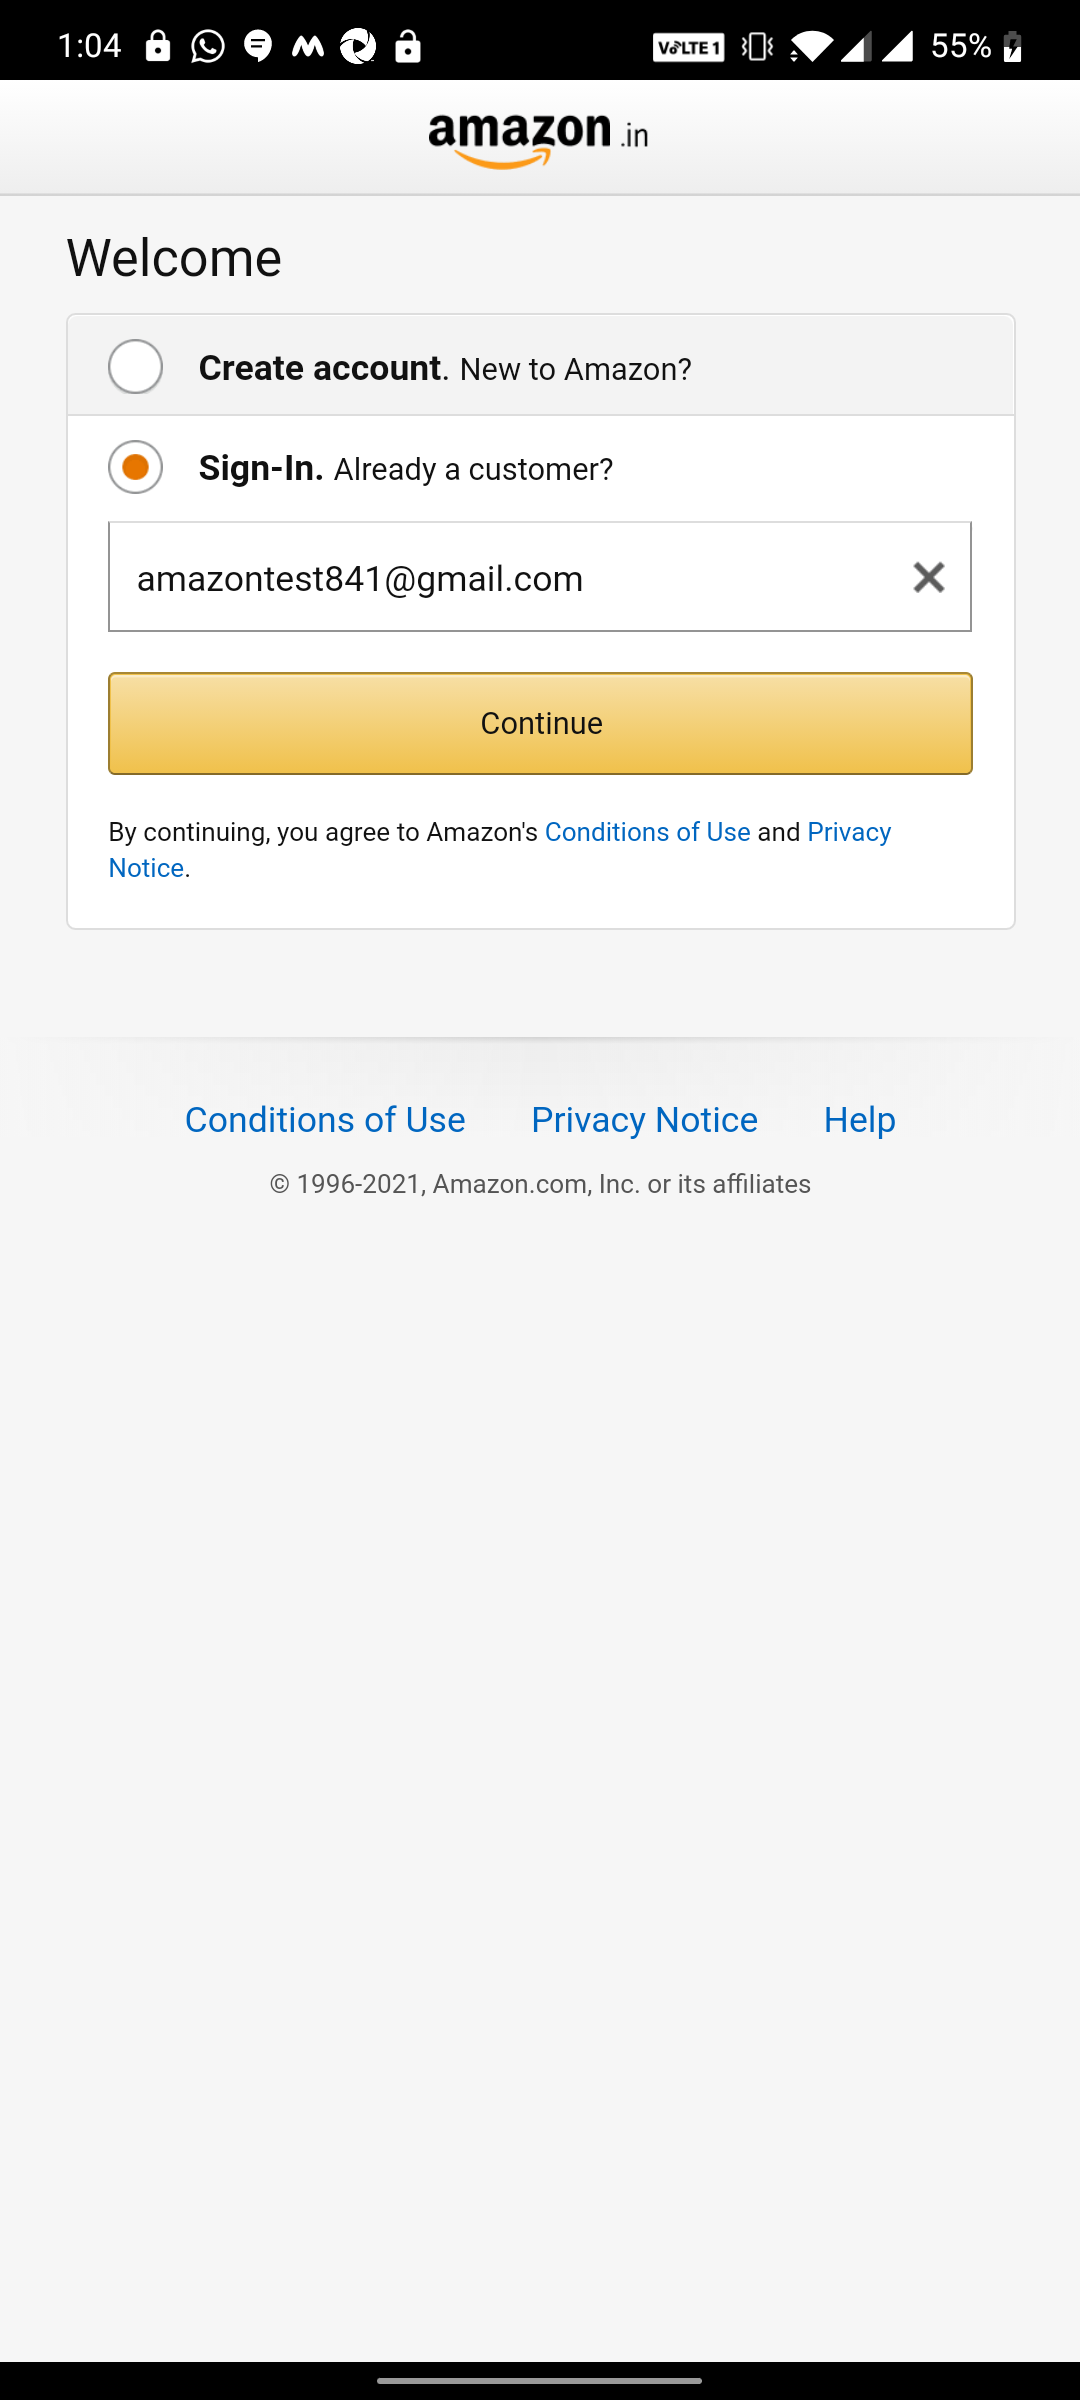 1:04 VoLTE 1 55%
amazon.in
Welcome
Create account. New to Amazon?
Sign-In. Already a customer?
amazontest841@gmail.com
Continue
By continuing, you agree to Amazon's Conditions of Use and Privacy
Notice.
Conditions of Use Privacy Notice Help
© 1996-2021, Amazon.com, Inc. or its affiliates